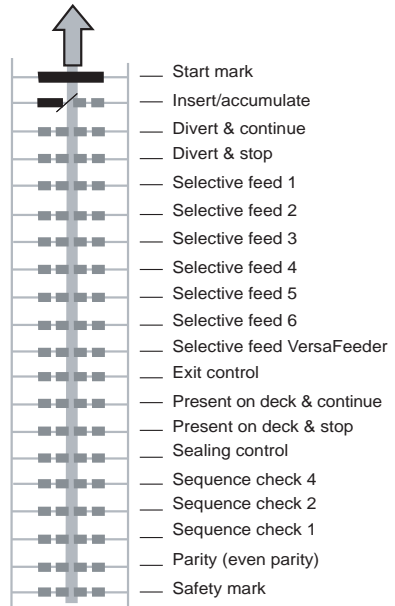 Start mark
Insert/accumulate
Divert & continue
Divert & stop
Selective feed 1
Selective feed 2
Selective feed 3
Selective feed 4
Selective feed 5
Selective feed 6
Selective feed VersaFeeder
Exit control
Present on deck & continue
Present on deck & stop
Sealing control
Sequence check 4
Sequence check 2
Sequence check 1
Parity (even parity)
Safety mark